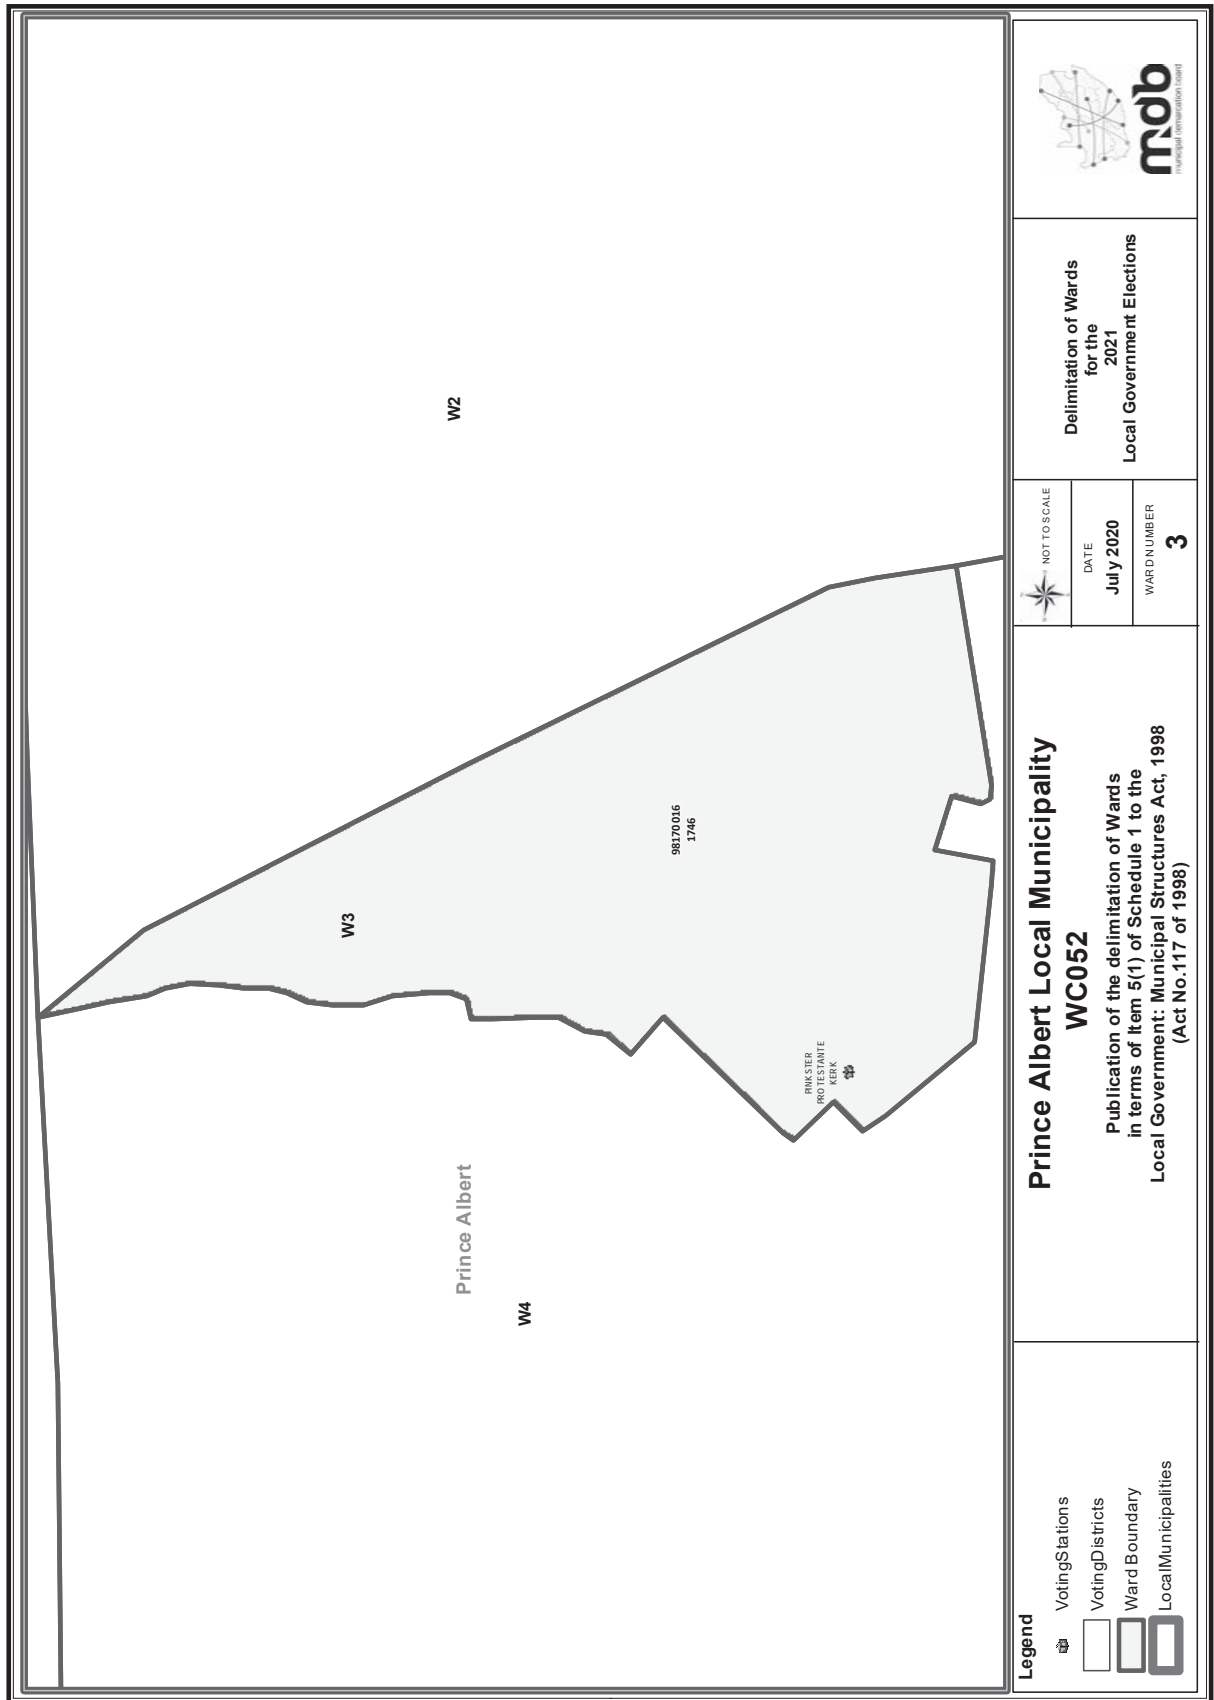 W2
W3
98170016
1746
PINKSTER
PROTESTANTE
KERK
Prince Albert
W4
Legend
VotingStations
VotingDistricts
Ward Boundary
LocalMunicipalities
Prince Albert Local Municipality
WC052
Publication of the delimitation of Wards
in terms of Item 5(1) of Schedule 1 to the
Local Government: Municipal Structures Act, 1998
(Act No.117 of 1998)
NOT TO SCALE
DATE
July 2020
WARD NUMBER
3
Delimitation of Wards
for the
2021
Local Government Elections
mdb
municipal demarcation board